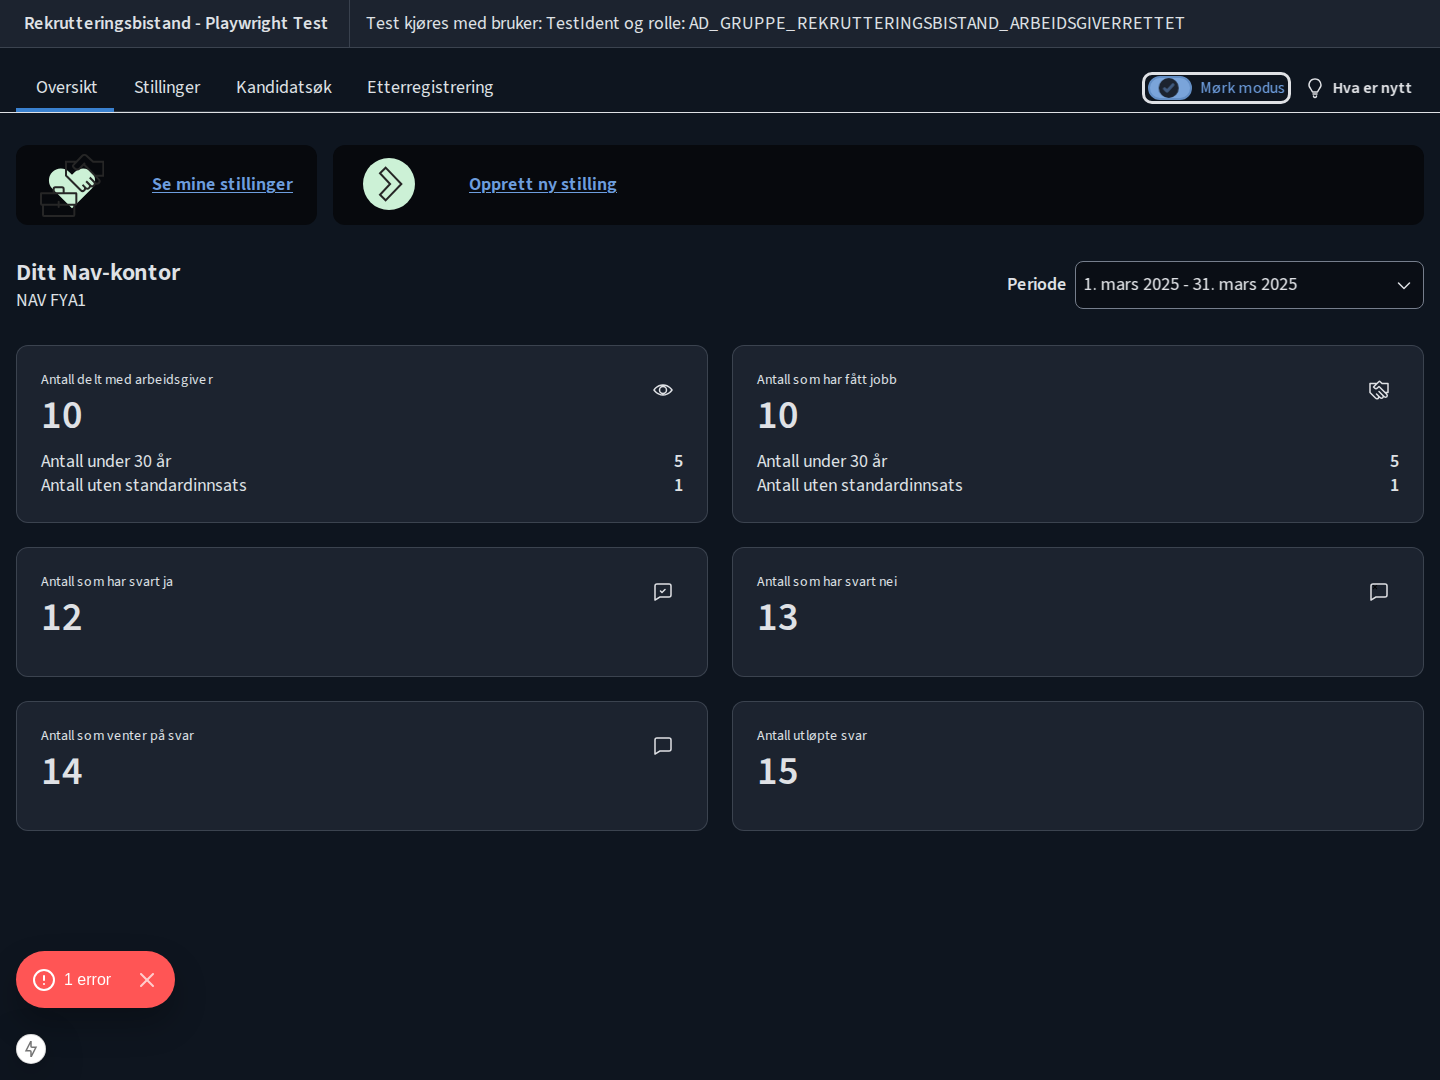 Rekrutteringsbistand - Playwright Test
Test kjøres med bruker: TestIdent og rolle: AD_GRUPPE_REKRUTTERINGSBISTAND_ARBEIDSGIVERRETTET
Oversikt
Stillinger
Kandidatsøk
Etterregistrering
Mørk modus
Hva er nytt
Se mine stillinger
Opprett ny stilling
Ditt Nav-kontor
NAV FYA1
Periode
1. mars 2025 - 31. mars 2025
Antall delt med arbeidsgiver
10
Antall under 30 år 5
Antall uten standardinnsats 1
Antall som har fått jobb
10
Antall under 30 år 5
Antall uten standardinnsats 1
Antall som har svart ja
12
Antall som har svart nei
13
Antall som venter på svar
14
Antall utløpte svar
15
1 error